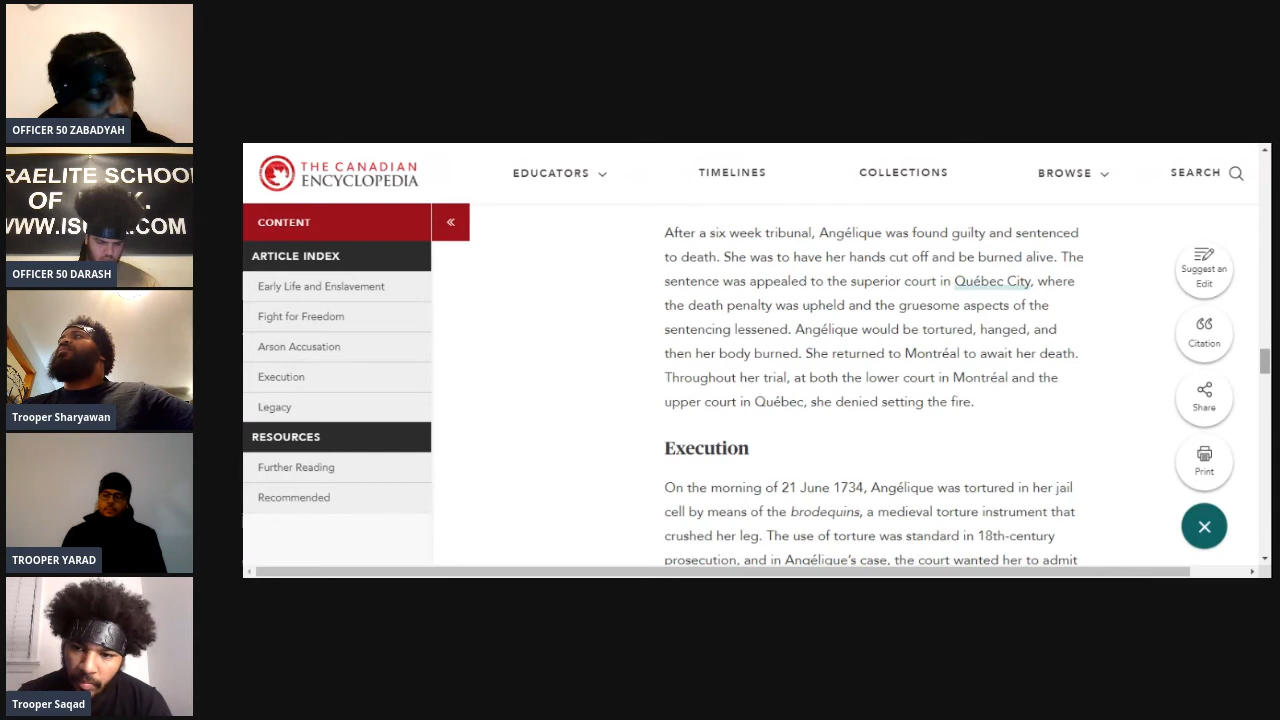 OFFICER 50 ZABADYAH
RAELITE SCHOO
OF
K.
WWW.IS
.COM
OFFICER 50 DARASH
Trooper Sharyawan
TROOPER YARAD
Trooper Saqad
THE CANADIAN
ENCYCLOPEDIA
EDUCATORS
TIMELINES
COLLECTIONS
BROWSE
SEARCH
CONTENT
«
ARTICLE INDEX
Early Life and Enslavement
Fight for Freedom
Arson Accusation
Execution
Legacy
RESOURCES
Further Reading
Recommended
After a six week tribunal, Angélique was found guilty and sentenced
to death. She was to have her hands cut off and be burned alive. The
sentence was appealed to the superior court in Québec City, where
the death penalty was upheld and the gruesome aspects of the
sentencing lessened. Angélique would be tortured, hanged, and
then her body burned. She returned to Montréal to await her death.
Throughout her trial, at both the lower court in Montréal and the
upper court in Québec, she denied setting the fire.
Execution
On the morning of 21 June 1734, Angélique was tortured in her jail
cell by means of the brodequins, a medieval torture instrument that
crushed her leg. The use of torture was standard in 18th-century
prosecution, and in Angélique's case, the court wanted her to admit
Suggest an
Edit
Citation
Share
Print